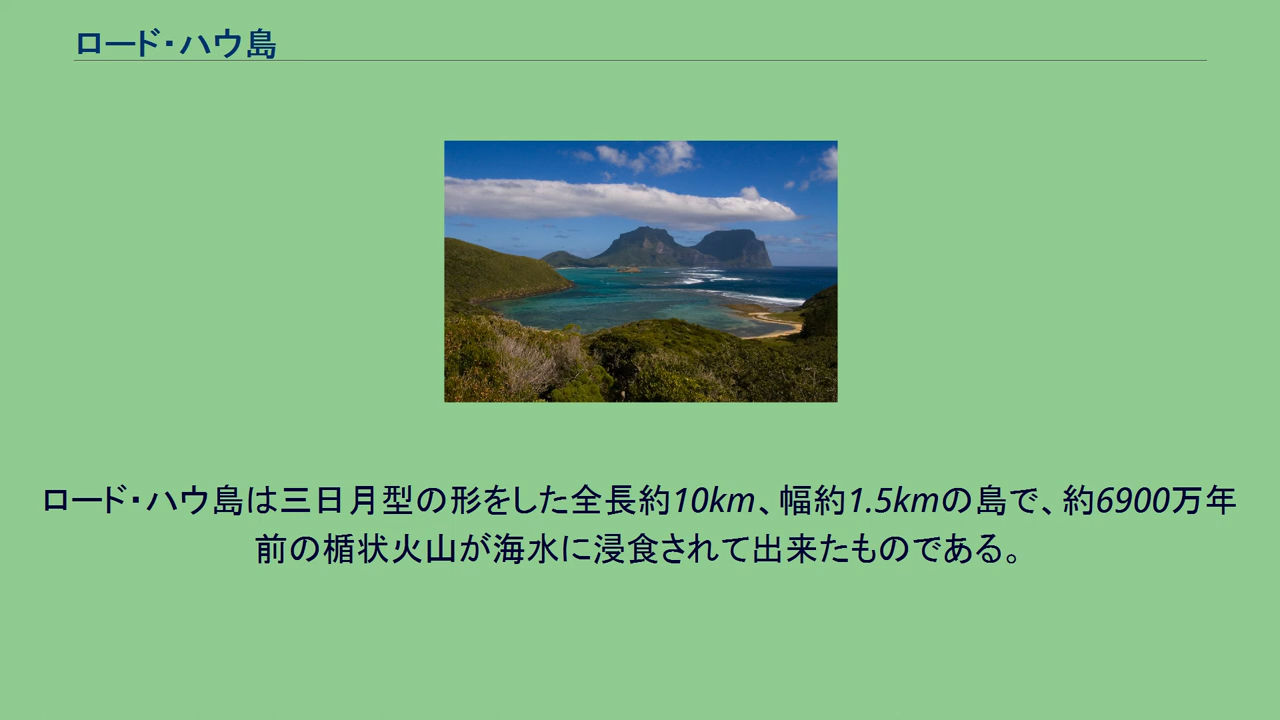 ロード・ハウ島
ロード・ハウ島は三日月型の形をした全長約10km、幅約1.5kmの島で、約6900万年
前の楯状火山が海水に浸食されて出来たものである。